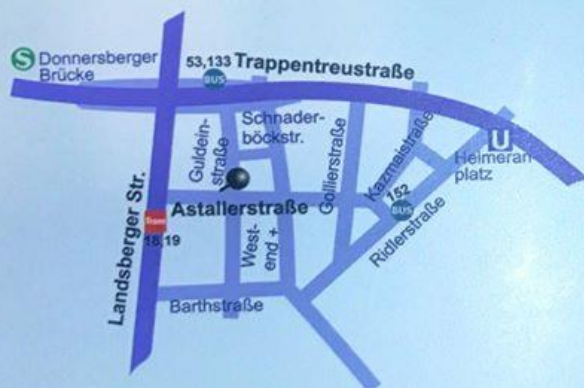 S Donnersberger
Brücke
53,133 Trappentreustraße
BUS
Schnader-
böckstr.
Guldein-
straße
Gollierstraße
Kazmaistraße
U
Heimeran
platz
Landsberger Str.
Tram
18,19
Astallerstraße
152
BUS
West-
end +
Ridlerstraße
Barthstraße